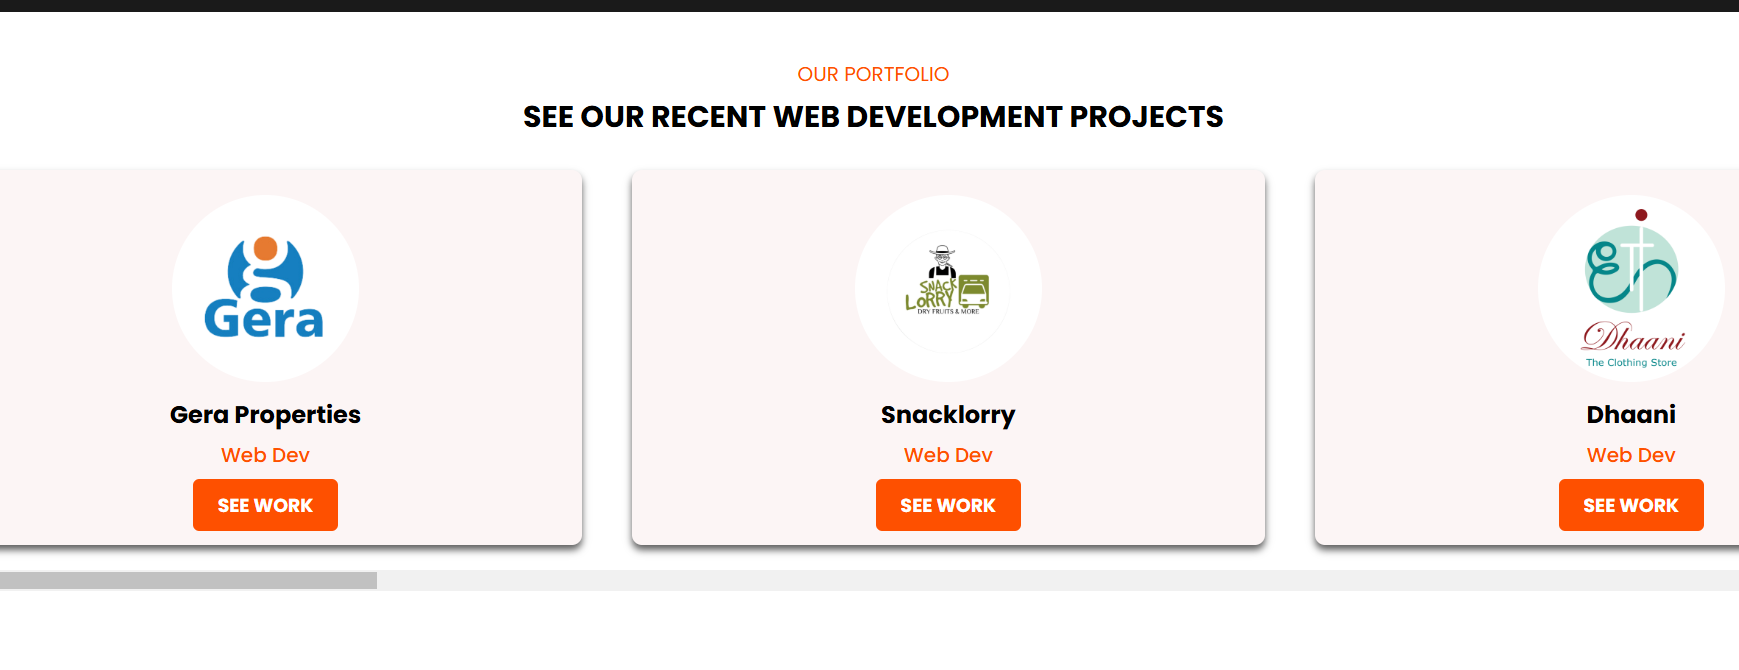 OUR PORTFOLIO
SEE OUR RECENT WEB DEVELOPMENT PROJECTS
Gera
Gera Properties
Web Dev
SEE WORK
SNACK
LORRY
DRY FRUITS & MORE
Snacklorry
Web Dev
SEE WORK
Dhaani
The Clothing Store
Dhaani
Web Dev
SEE WORK